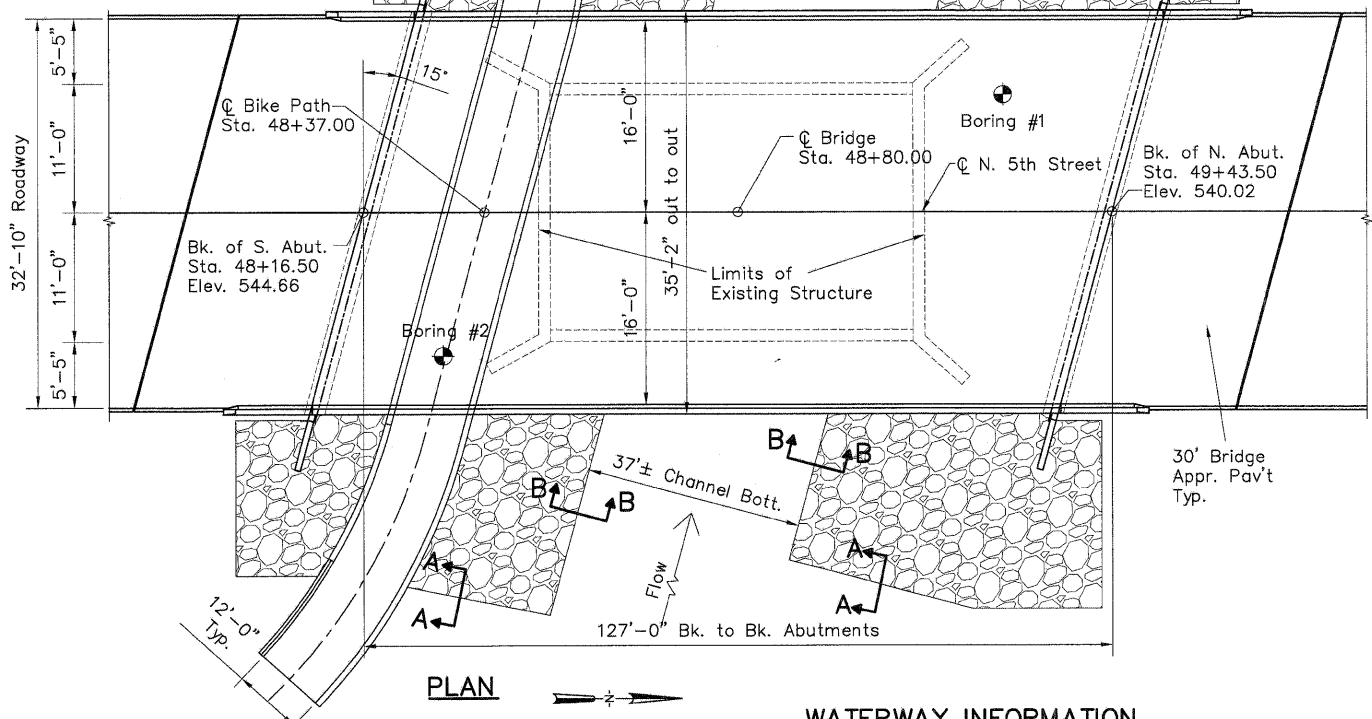 32'-10" Roadway
5'-5"
11'-0"
11'-0"
5'-5"
15°
℄ Bike Path
Sta. 48+37.00
16'-0"
16'-0"
35'-2" out to out
Boring #1
℄ Bridge
Sta. 48+80.00
℄ N. 5th Street
Bk. of N. Abut.
Sta. 49+43.50
Elev. 540.02
Bk. of S. Abut.
Sta. 48+16.50
Elev. 544.66
Limits of
Existing Structure
Boring #2
30' Bridge
Appr. Pav't
Typ.
B B
B B
37'± Channel Bott.
A
A
A
A
Flow
127'-0" Bk. to Bk. Abutments
12'-0"
Typ.
PLAN
N
WATERWAY INFORMATION